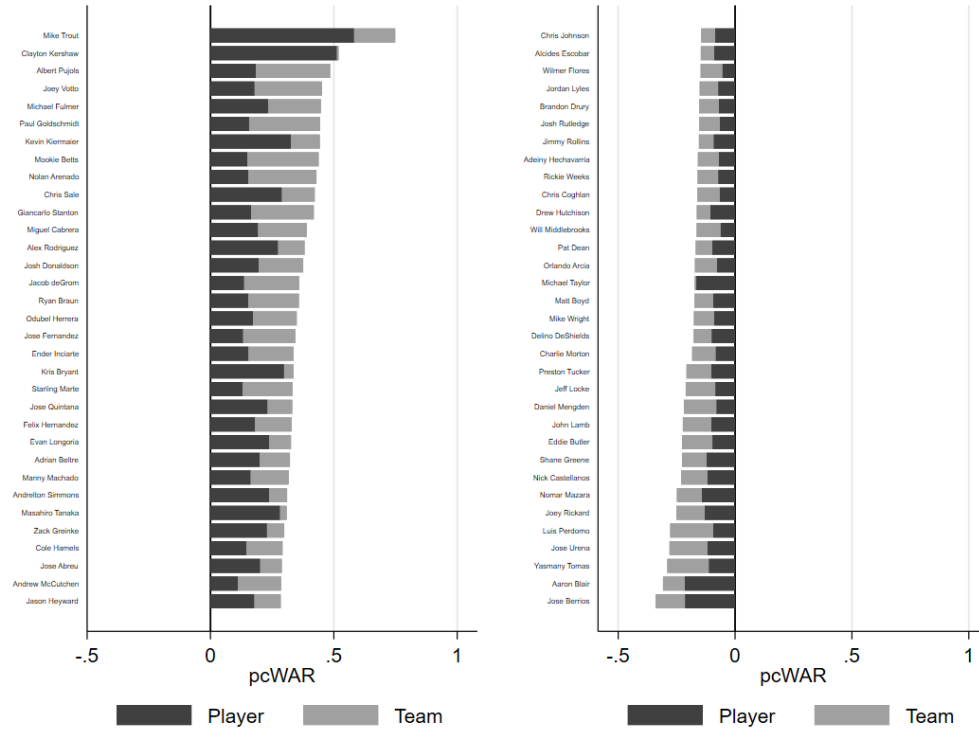 Mike Trout
Clayton Kershaw
Albert Pujols
Joey Votto
Michael Fulmer
Paul Goldschmidt
Kevin Kiermaier
Mookie Betts
Nolan Arenado
Chris Sale
Giancarlo Stanton
Miguel Cabrera
Alex Rodriguez
Josh Donaldson
Jacob deGrom
Ryan Braun
Odubel Herrera
Jose Fernandez
Ender Inciarte
Kris Bryant
Starling Marte
Jose Quintana
Felix Hernandez
Evan Longoria
Adrian Beltre
Manny Machado
Andrelton Simmons
Masahiro Tanaka
Zack Greinke
Cole Hamels
Jose Abreu
Andrew McCutchen
Jason Heyward
-.5 0 .5 1
pcWAR
Player Team
Chris Johnson
Alcides Escobar
Wilmer Flores
Jordan Lyles
Brandon Drury
Josh Rutledge
Jimmy Rollins
Adeiny Hechavarria
Rickie Weeks
Chris Coghlan
Drew Hutchison
Will Middlebrooks
Pat Dean
Orlando Arcia
Michael Taylor
Matt Boyd
Mike Wright
Delino DeShields
Charlie Morton
Preston Tucker
Jeff Locke
Daniel Mengden
John Lamb
Eddie Butler
Shane Greene
Nick Castellanos
Nomar Mazara
Joey Rickard
Luis Perdomo
Jose Urena
Yasmany Tomas
Aaron Blair
Jose Berrios
-.5 0 .5 1
pcWAR
Player Team